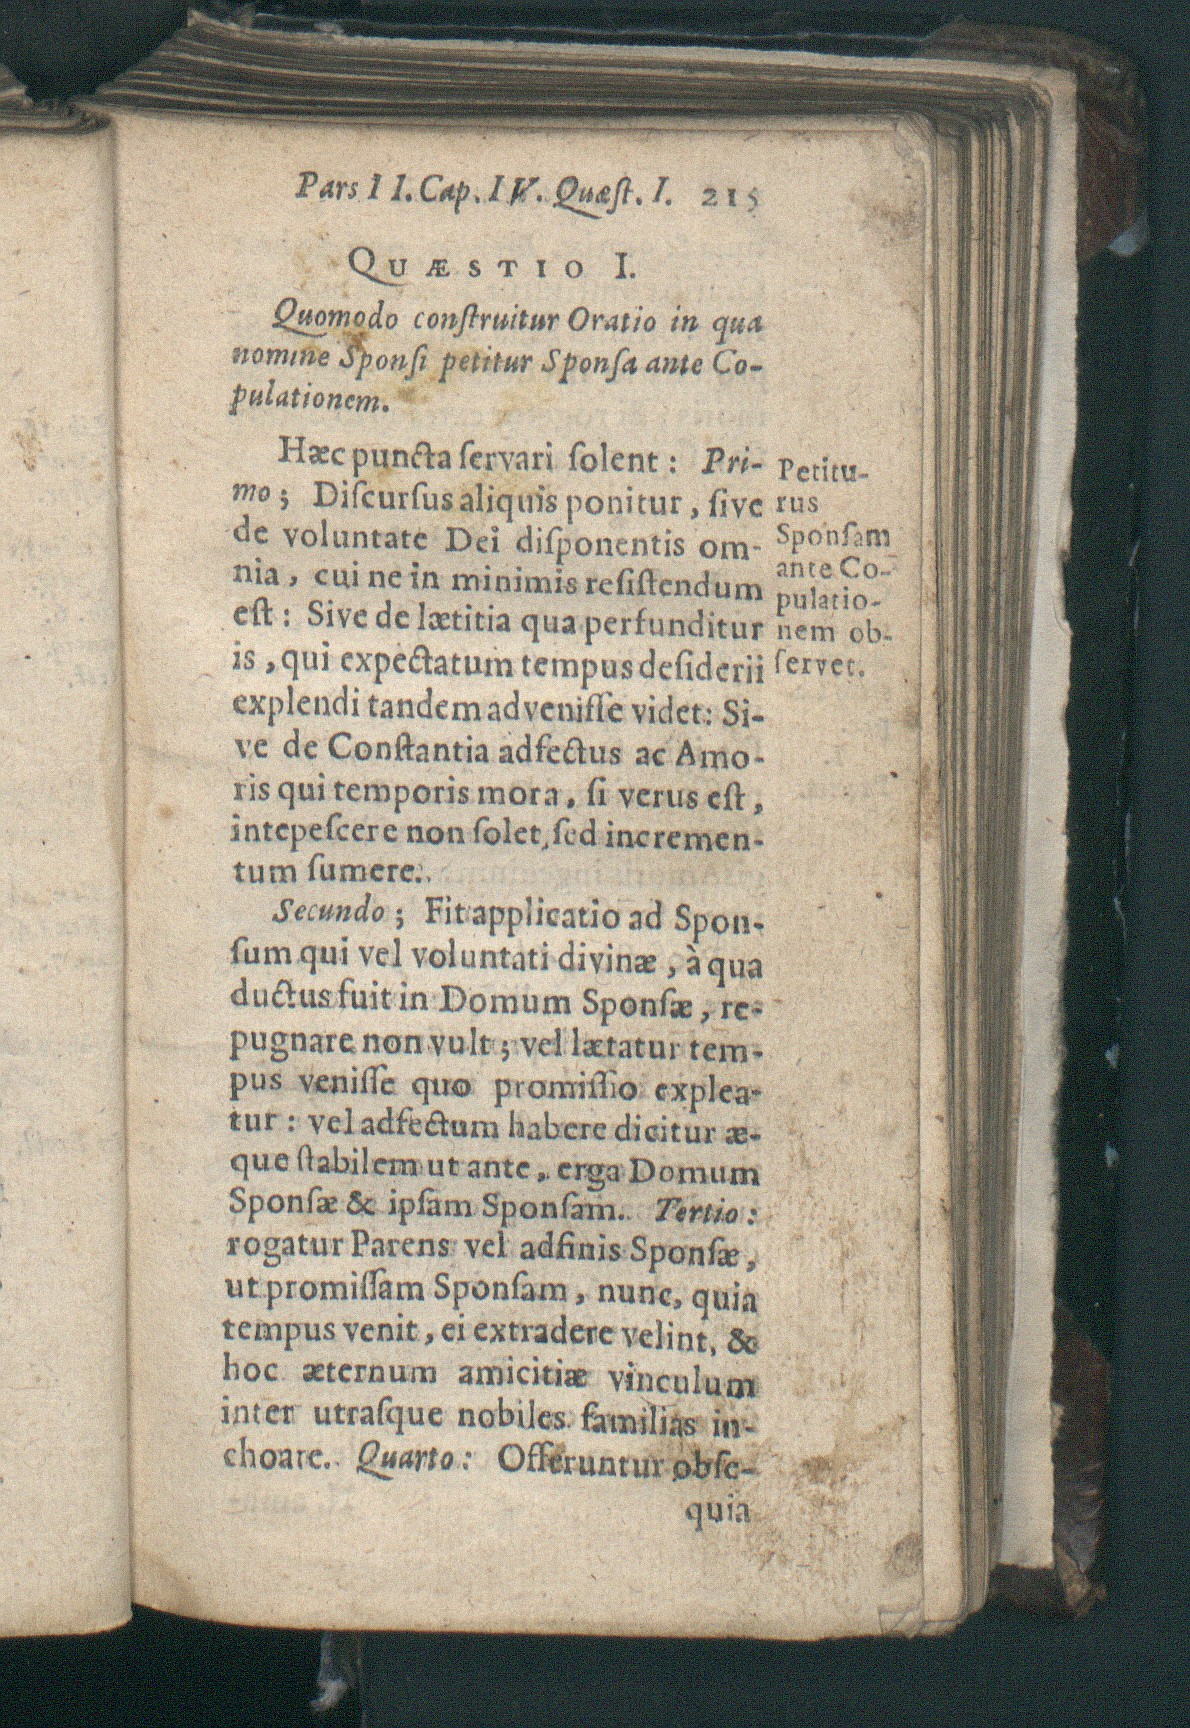 Pars II. Cap. IV. Quæſt. I. 215
QUÆSTIO I.
Quomodo conſtruitur Oratio in qua
nomine Sponſi petitur Sponſa ante Co-
pulationem.
Hæc puncta ſervari ſolent: Pri-
mo; Diſcurſus aliquis ponitur, ſive
de voluntate Dei diſponentis om-
nia, cui ne in minimis reſiſtendum
eſt: Sive de lætitia qua perfunditur
is, qui expectatum tempus deſiderii
explendi tandem adveniſſe videt: Si-
ve de Conſtantia adfectus ac Amo-
ris qui temporis mora, ſi verus eſt,
intepeſcere non ſolet, ſed incremen-
tum ſumere.
Secundo; Fit applicatio ad Spon-
ſum qui vel voluntati divinæ, à qua
ductus fuit in Domum Sponſæ, re-
pugnare non vult; vel lætatur tem-
pus veniſſe quo promiſſio explea-
tur: vel adfectum habere dicitur æ-
que ſtabilem ut ante, erga Domum
Sponſæ & ipſam Sponſam. Tertio:
rogatur Parens vel adfinis Sponſæ,
ut promiſſam Sponſam, nunc, quia
tempus venit, ei extradere velint, &
hoc æternum amicitiæ vinculum
inter utraſque nobiles familias in-
choare. Quarto: Offeruntur obſe-
quia
Petitu-
rus
Sponſam
ante Co-
pulatio-
nem ob-
ſervet.